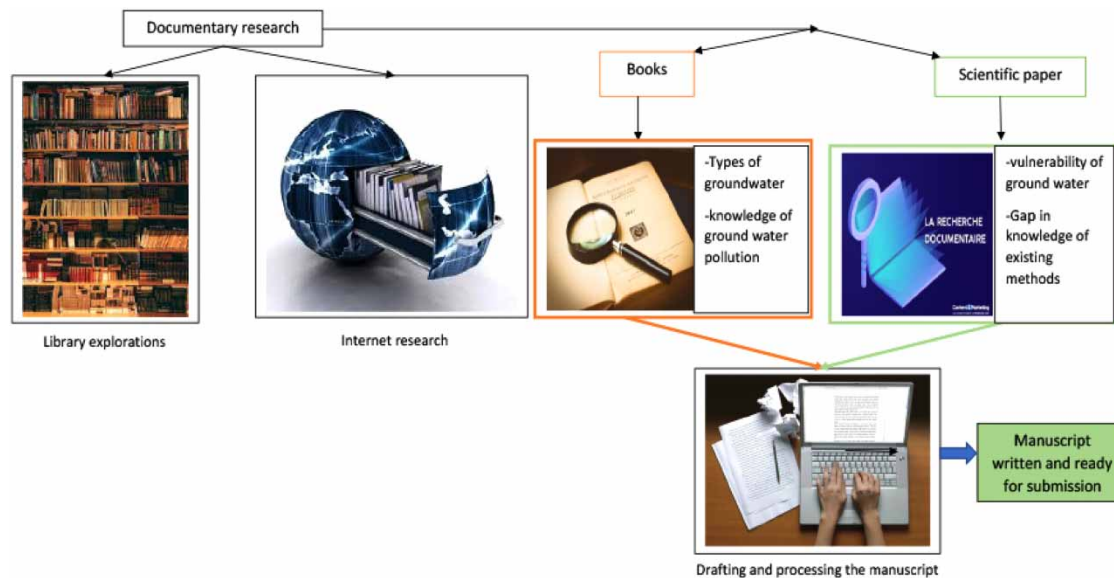 Documentary research
Books
Scientific paper
-Types of
groundwater
-knowledge of
ground water
pollution
LA RECHERCHE
DOCUMENTAIRE
-vulnerability of
ground water
-Gap in
knowledge of
existing
methods
Library explorations
Internet research
Manuscript
written and ready
for submission
Drafting and processing the manuscript